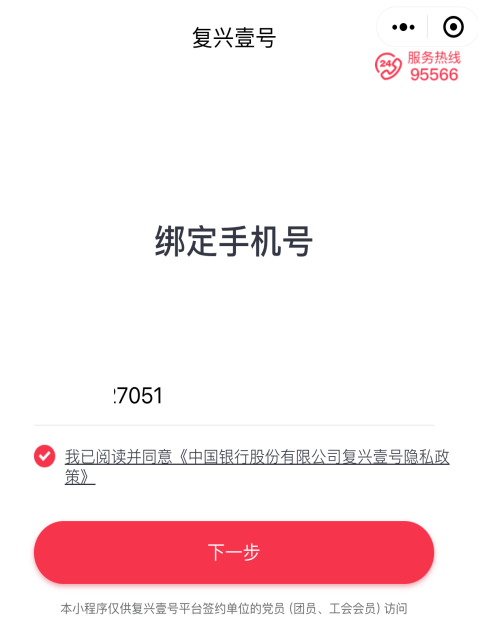 复兴壹号
24
服务热线
95566
绑定手机号
27051
我已阅读并同意《中国银行股份有限公司复兴壹号隐私政
策》
下一步
本小程序仅供复兴壹号平台签约单位的党员 (团员、工会会员) 访问